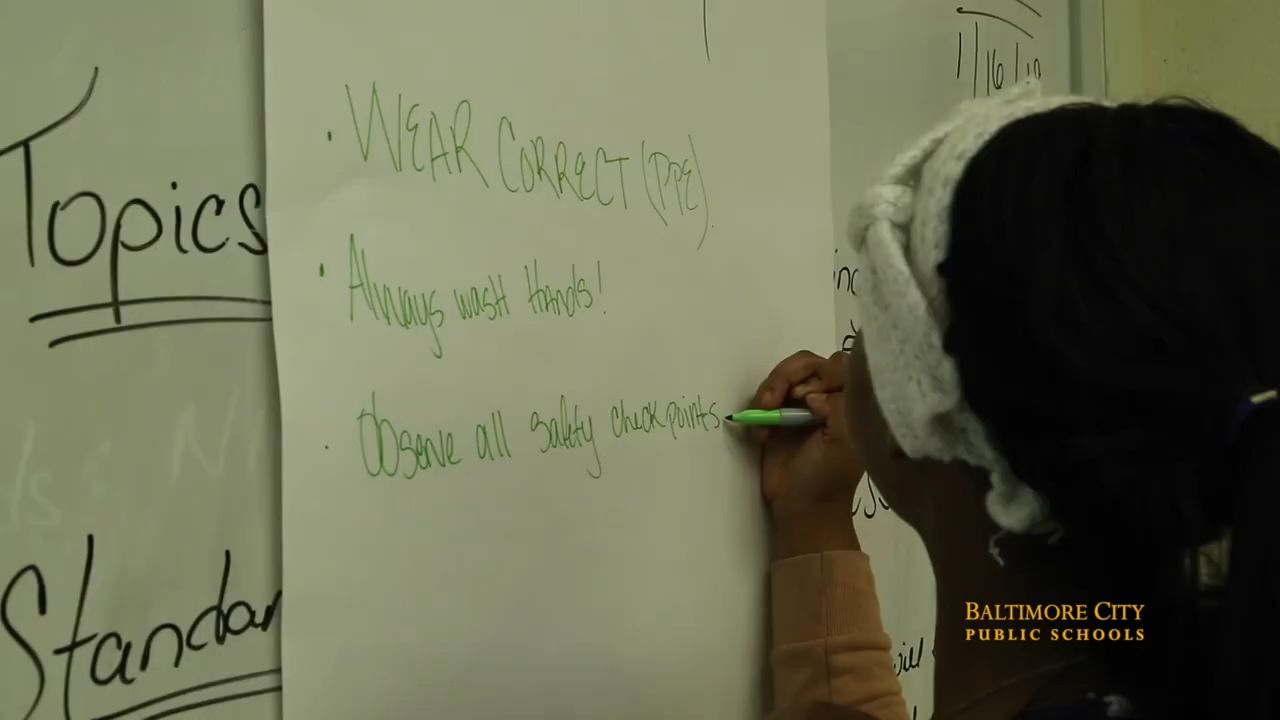 Topics
Standar
• WEAR CORRECT (PPE)
• Always wash Hands!
• Observe all safety checkpoints
1/16/19
will
BALTIMORE CITY
PUBLIC SCHOOLS